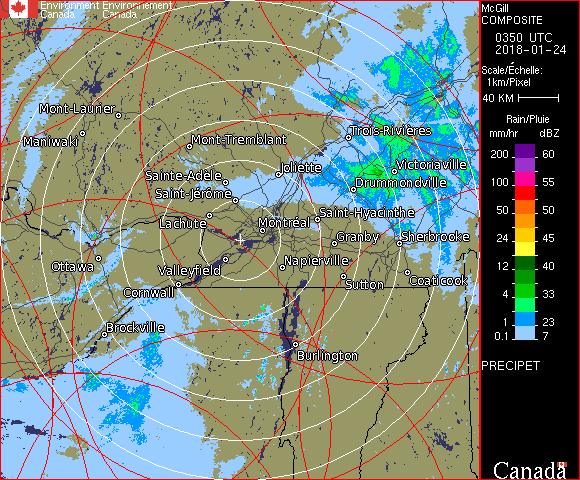 Environment Environnement
Canada Canada
Mont-Laurier
Maniwaki
Mont-Tremblant
Trois-Rivières
Sainte-Adèle
Joliette
Victoriaville
Drummondville
Saint-Jérôme
Lachute
Saint-Hyacinthe
Montréal
Granby
Sherbrooke
Ottawa
Valleyfield
Napierville
Coaticook
Cornwall
Sutton
Brockville
Burlington
McGill
COMPOSITE
0350 UTC
2018-01-24
Scale/Échelle:
1km/Pixel
40 KM
Rain/Pluie
mm/hr dBZ
200 60
100 55
50 50
24 45
12 40
4 33
1 23
0.1 7
PRECIPET
Canada